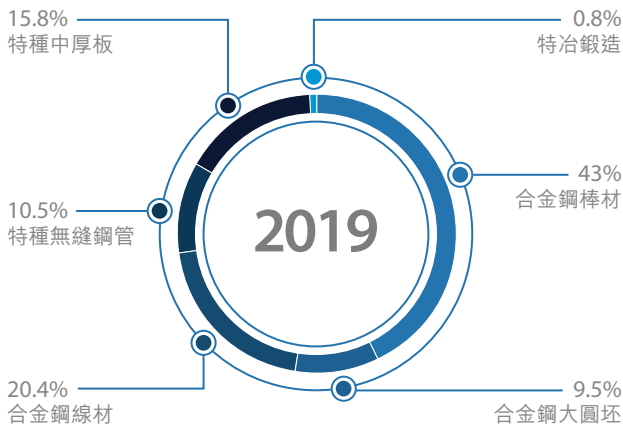 15.8%
特種中厚板
0.8%
特冶鍛造
43%
合金鋼棒材
10.5%
特種無縫鋼管
2019
20.4%
合金鋼線材
9.5%
合金鋼大圓坯